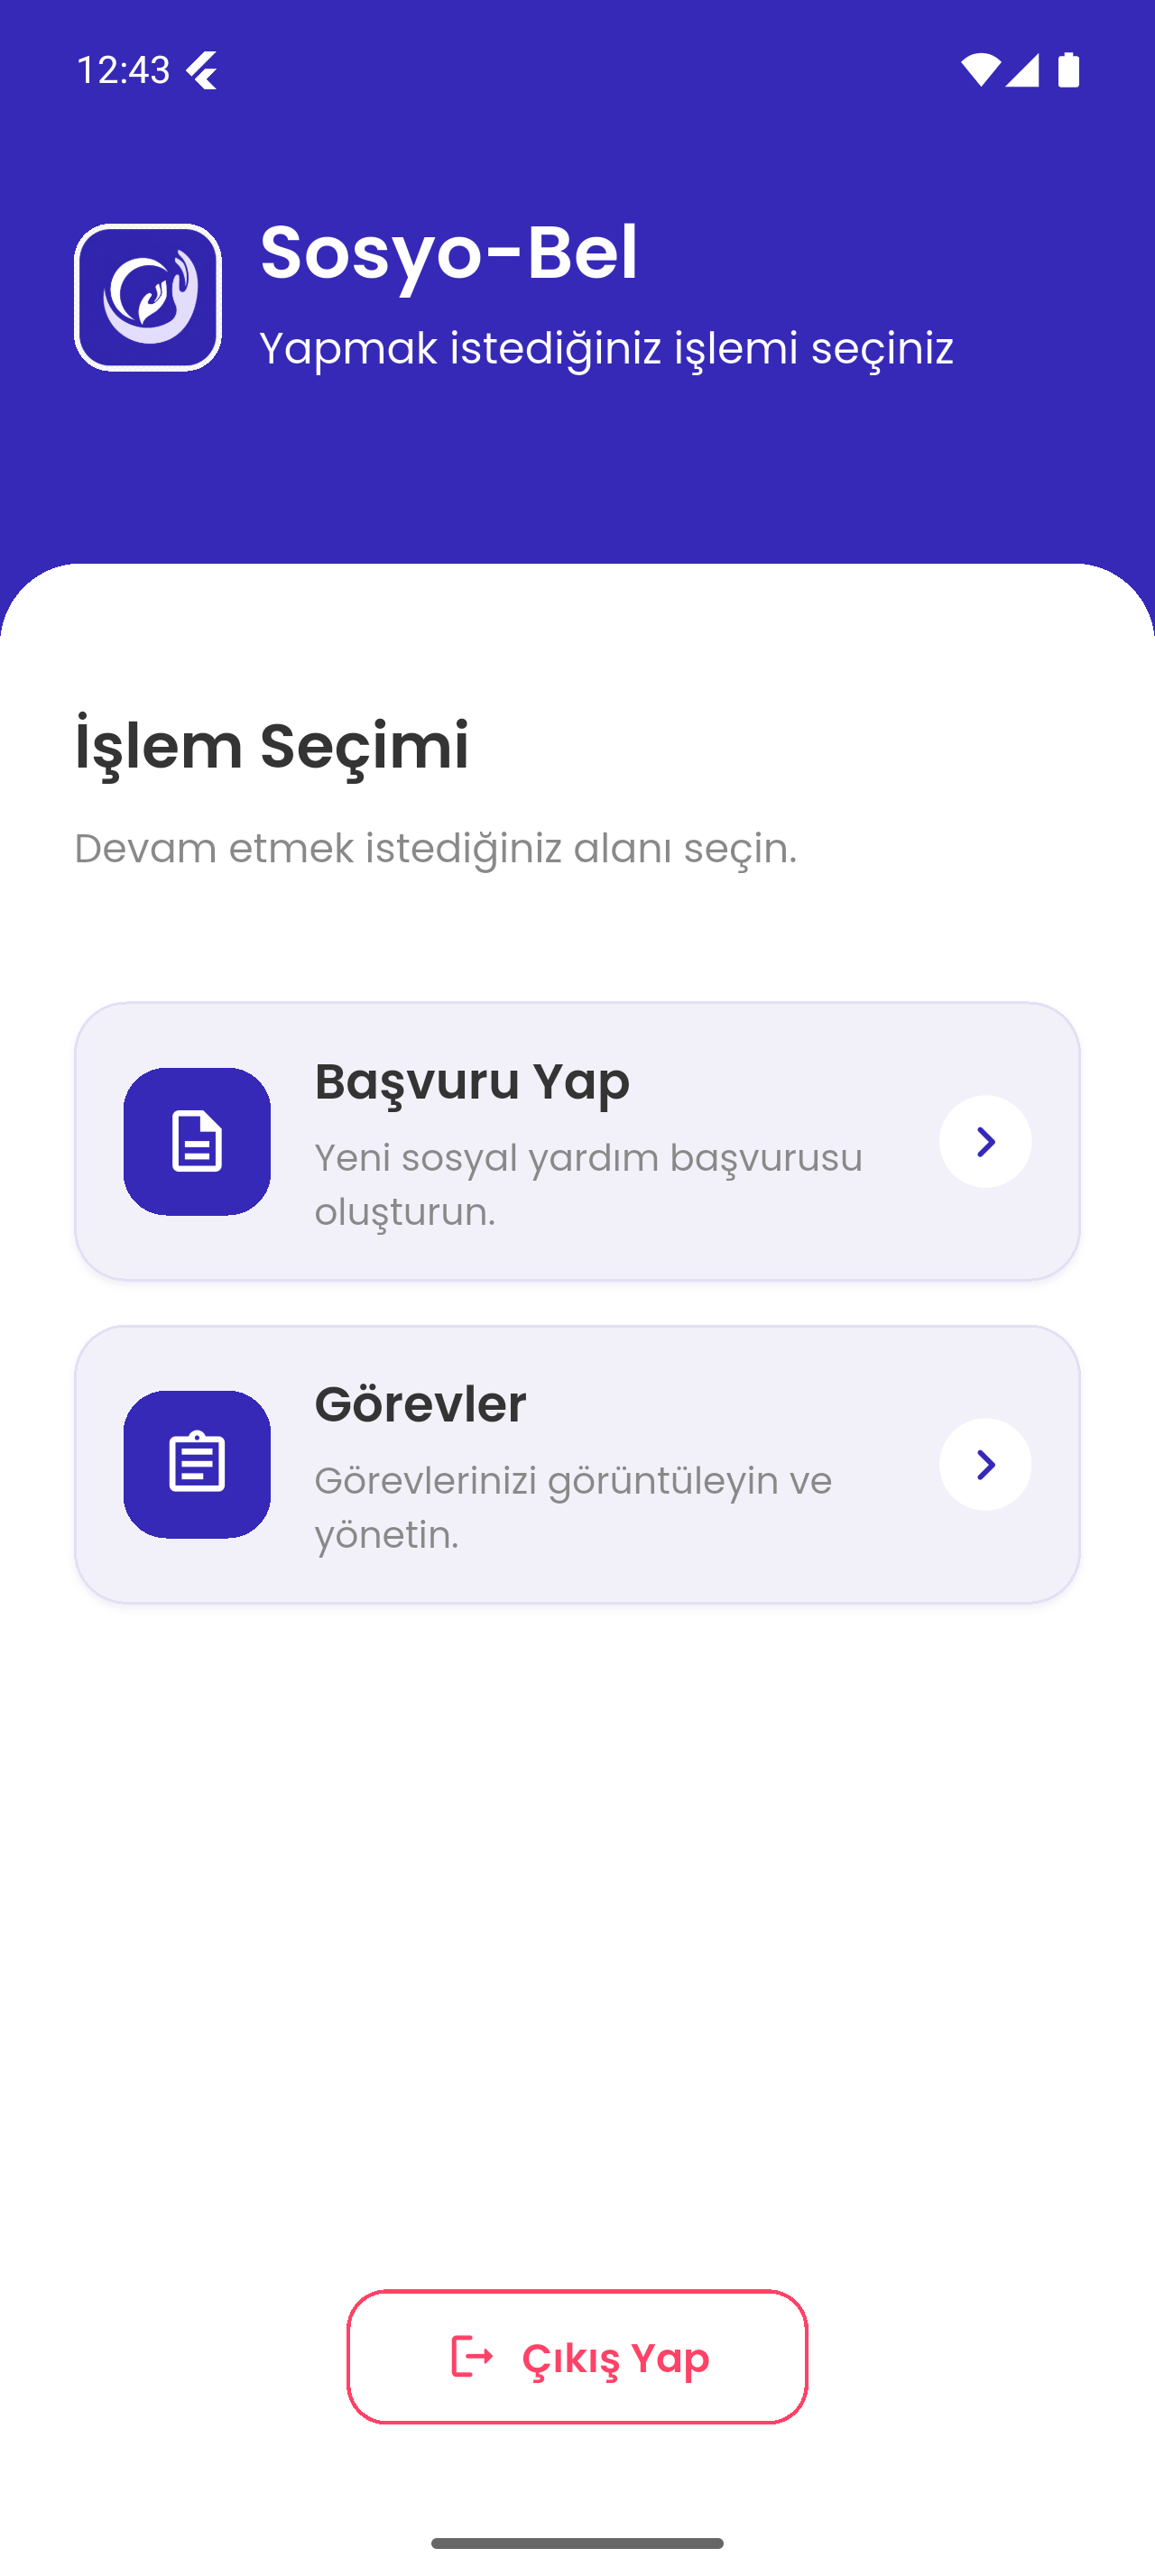 12:43
Sosyo-Bel
Yapmak istediğiniz işlemi seçiniz
İşlem Seçimi
Devam etmek istediğiniz alanı seçin.
Başvuru Yap
Yeni sosyal yardım başvurusu
oluşturun.
Görevler
Görevlerinizi görüntüleyin ve
yönetin.
Çıkış Yap